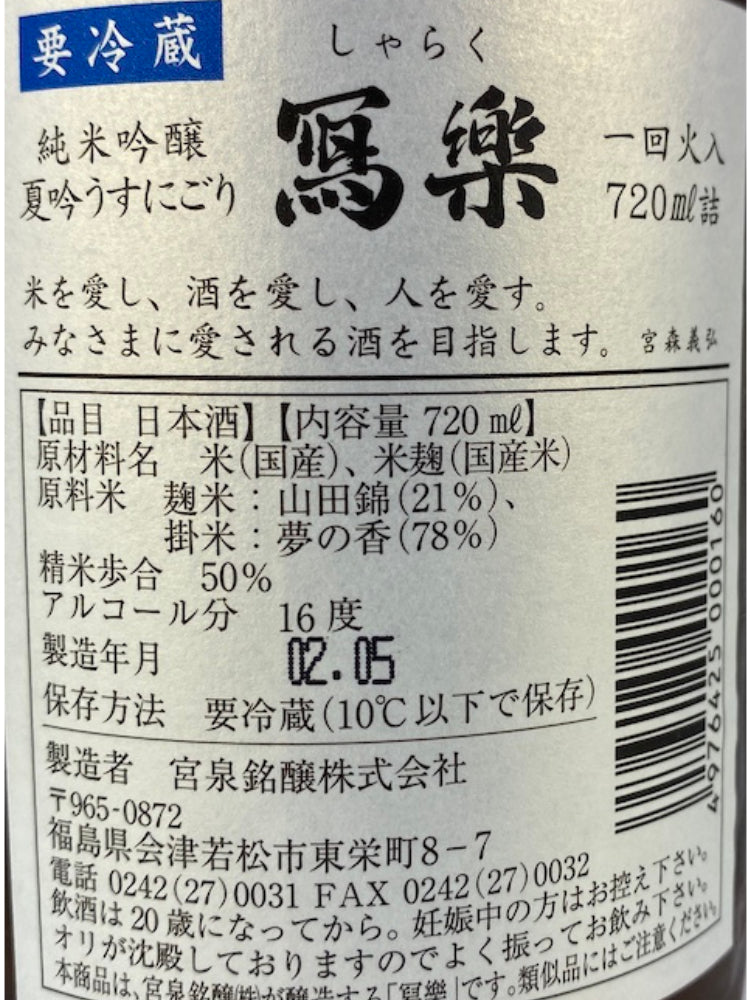 要冷蔵
しゃらく
純米吟醸
夏吟うすにごり
寫樂
一回火入
720㎖詰
米を愛し、酒を愛し、人を愛す。
みなさまに愛される酒を目指します。 宮森義弘
【品目 日本酒】【内容量 720 ㎖】
原材料名 米(国産)、米麹(国産米)
原料米 麹米:山田錦(21%)、
掛米:夢の香(78%)
精米歩合 50%
アルコール分 16度
製造年月 02.05
保存方法 要冷蔵(10℃以下で保存)
製造者 宮泉銘醸株式会社
〒965-0872
福島県会津若松市東栄町8-7
電話 0242(27)0031 FAX 0242(27)0032
飲酒は20歳になってから。妊娠中の方はお控え下さい。
オリが沈殿しておりますのでよく振ってお飲み下さい。
本商品は、宮泉銘醸㈱が醸造する「寫樂」です。類似品にはご注意ください。
4976425000160